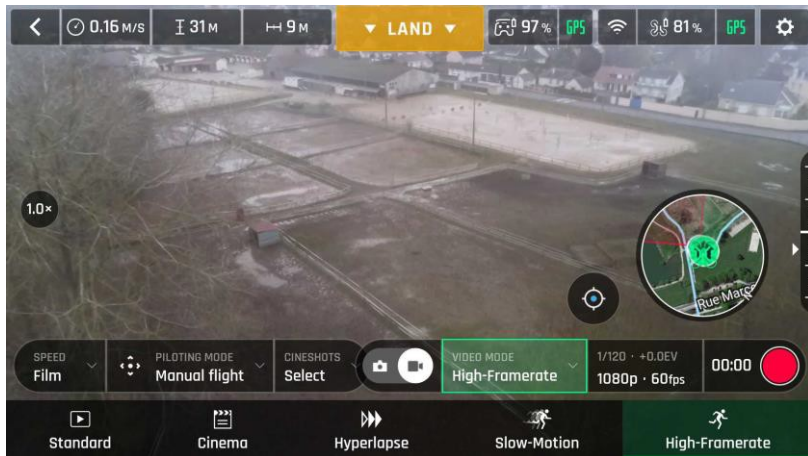 0.16 M/S
31 M
9 M
LAND
97 %
GPS
81 %
GPS
1.0×
Rue Marce
SPEED
Film
PILOTING MODE
Manual flight
CINESHOTS
Select
VIDEO MODE
High-Framerate
1/120 · +0.0EV
1080p · 60fps
00:00
Standard
Cinema
Hyperlapse
Slow-Motion
High-Framerate